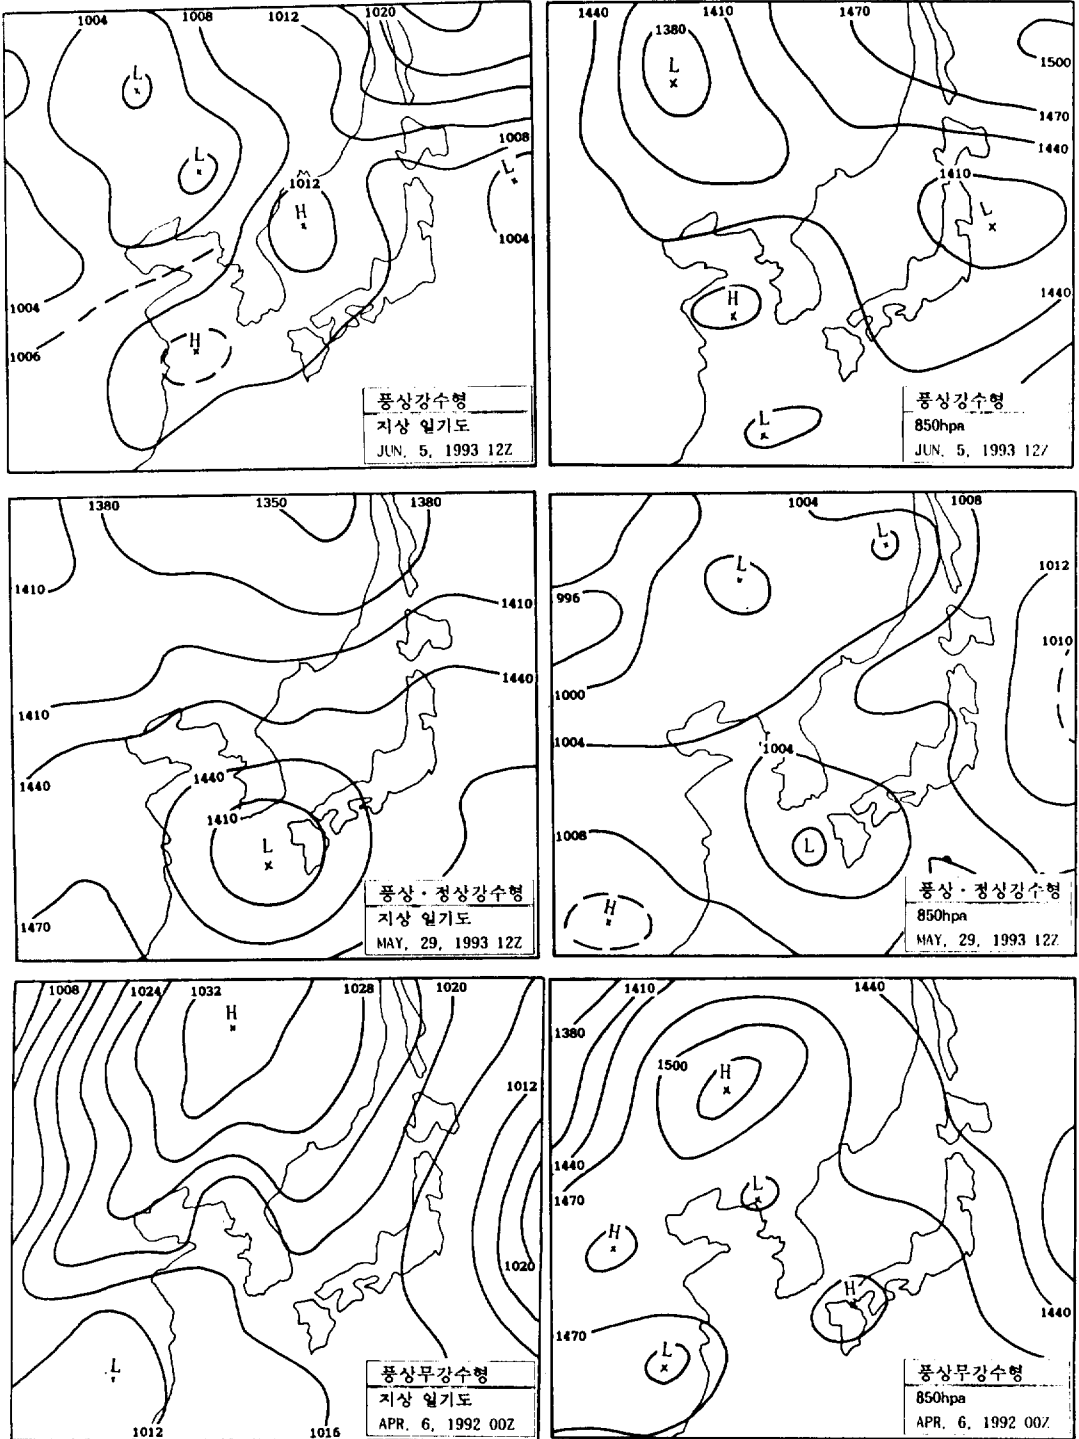 1004 1008 1012 1020
L
L
1012
H
1008
L
1004
1004
1006
H
풍상강수형
지상 일기도
JUN, 5, 1993 12Z
1440 1410 1470
1380
L
1500
1470
1440
1410
L
H
1440
L
풍상강수형
850hpa
JUN, 5, 1993 12Z
1380 1350 1380
1410
1410
1440
1410
1440
1440
1410
L
1470
풍상・정상강수형
지상 일기도
MAY, 29, 1993 12Z
1004 1008
L
L
1012
996
1010
1000
1004
1004
1008
L
H
풍상・정상강수형
850hpa
MAY, 29, 1993 12Z
1008 1024 1032 1028 1020
H
1012
1020
L
1012 1016
풍상무강수형
지상 일기도
APR, 6, 1992 00Z
1410 1440
1380
1500
H
1440
1470
L
H
H
1440
1470
L
풍상무강수형
850hpa
APR, 6, 1992 00Z